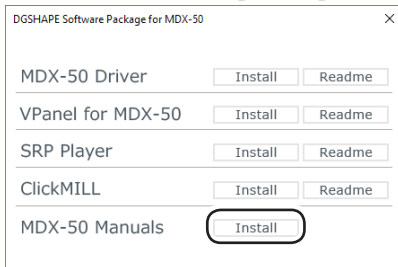 DGSHAPE Software Package for MDX-50
MDX-50 Driver Install Readme
VPanel for MDX-50 Install Readme
SRP Player Install Readme
ClickMILL Install Readme
MDX-50 Manuals Install